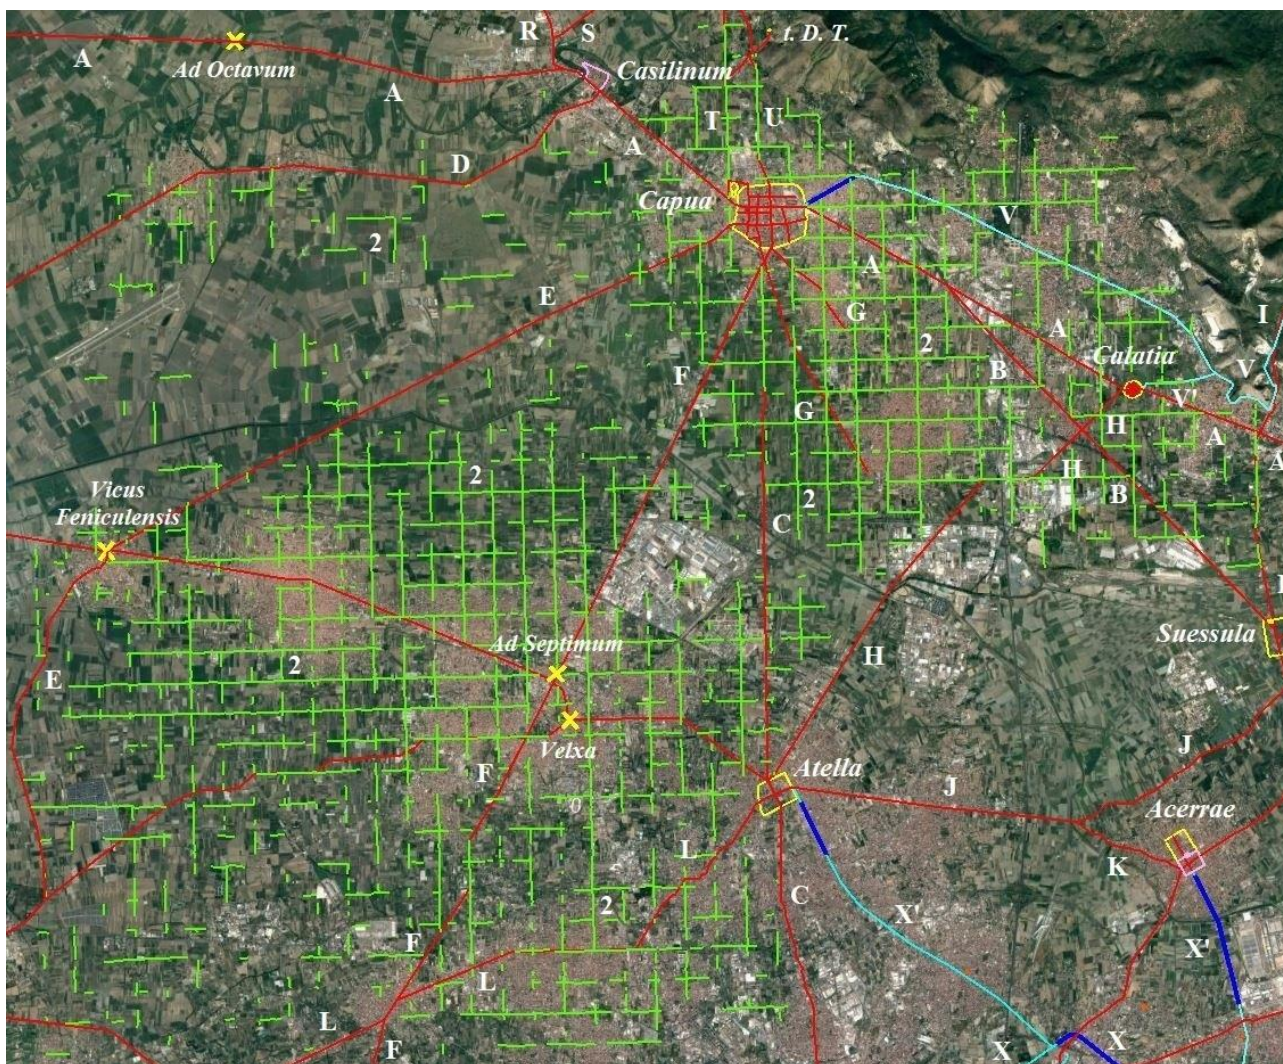 R
S
t. D. T.
A
Ad Octavum
Casilinum
A
T
U
A
D
Capua
V
2
A
E
G
I
A
2
Calatia
F
B
V
V'
G
H
A
A
2
H
Vicus
Feniculensis
2
B
C
Ad Septimum
Suessula
2
H
E
Velxa
J
F
Atella
J
Acerrae
0
L
K
2
C
X'
F
X'
L
L
F
X
X